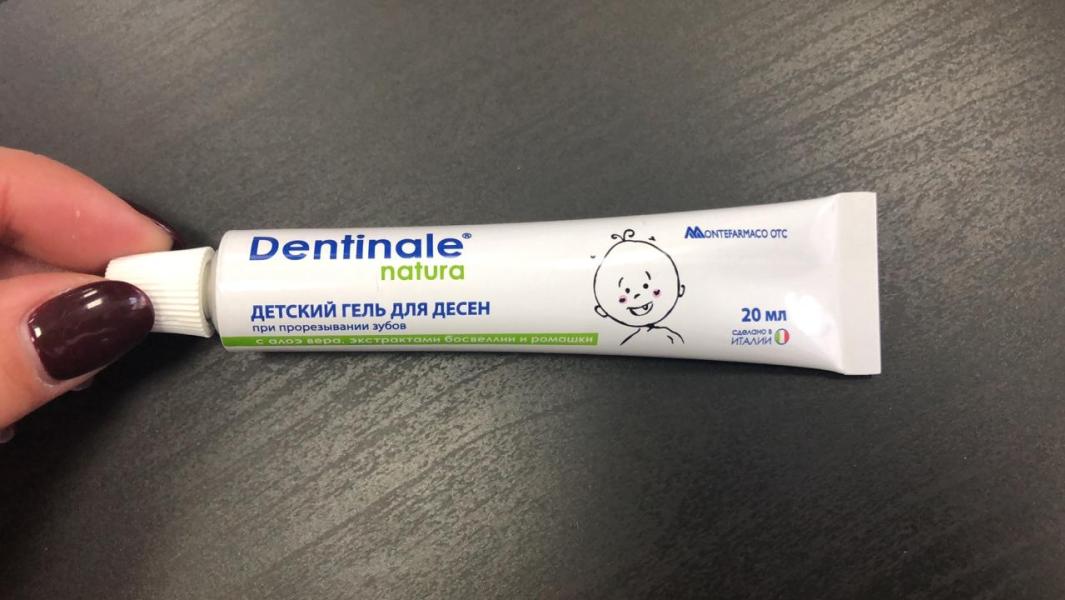 Dentinale®
natura
ДЕТСКИЙ ГЕЛЬ ДЛЯ ДЕСЕН
при прорезывании зубов
с алоэ вера, экстрактами босвеллии и ромашки
MONTEFARMACO OTC
20 мл
сделано в
ИТАЛИИ